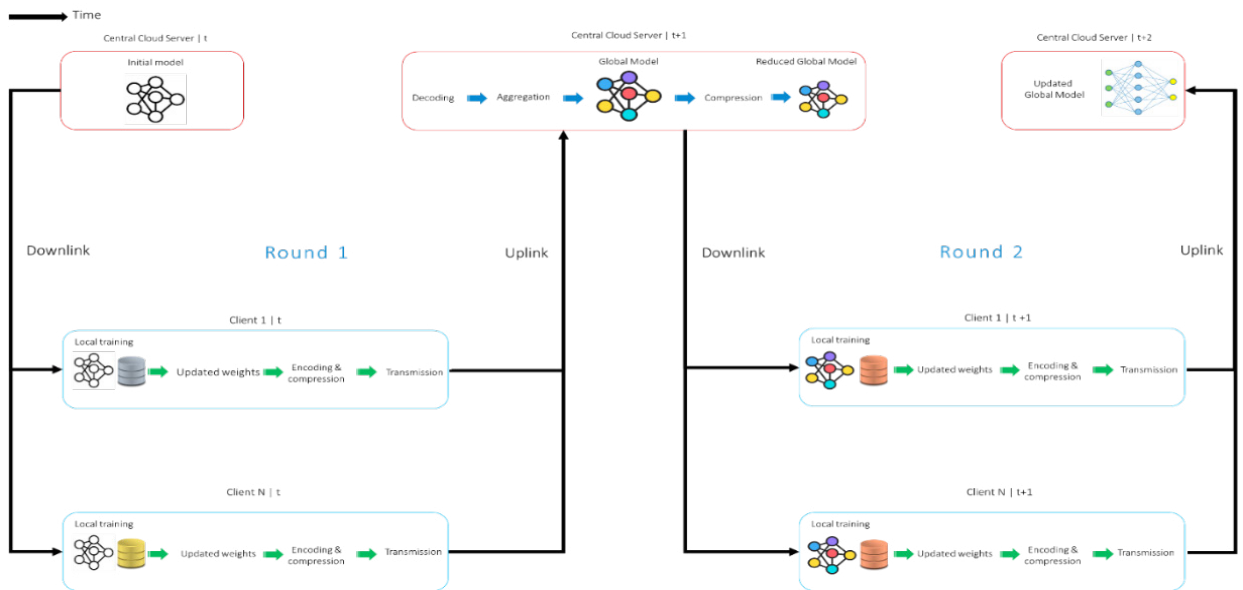 Time
Central Cloud Server | t
Initial model
Central Cloud Server | t+1
Global Model
Reduced Global Model
Decoding
Aggregation
Compression
Central Cloud Server | t+2
Updated
Global Model
Downlink
Round 1
Uplink
Downlink
Round 2
Uplink
Client 1 | t
Local training
Updated weights
Encoding &
compression
Transmission
Client N | t
Local training
Updated weights
Encoding &
compression
Transmission
Client 1 | t +1
Local training
Updated weights
Encoding &
compression
Transmission
Client N | t+1
Local training
Updated weights
Encoding &
compression
Transmission